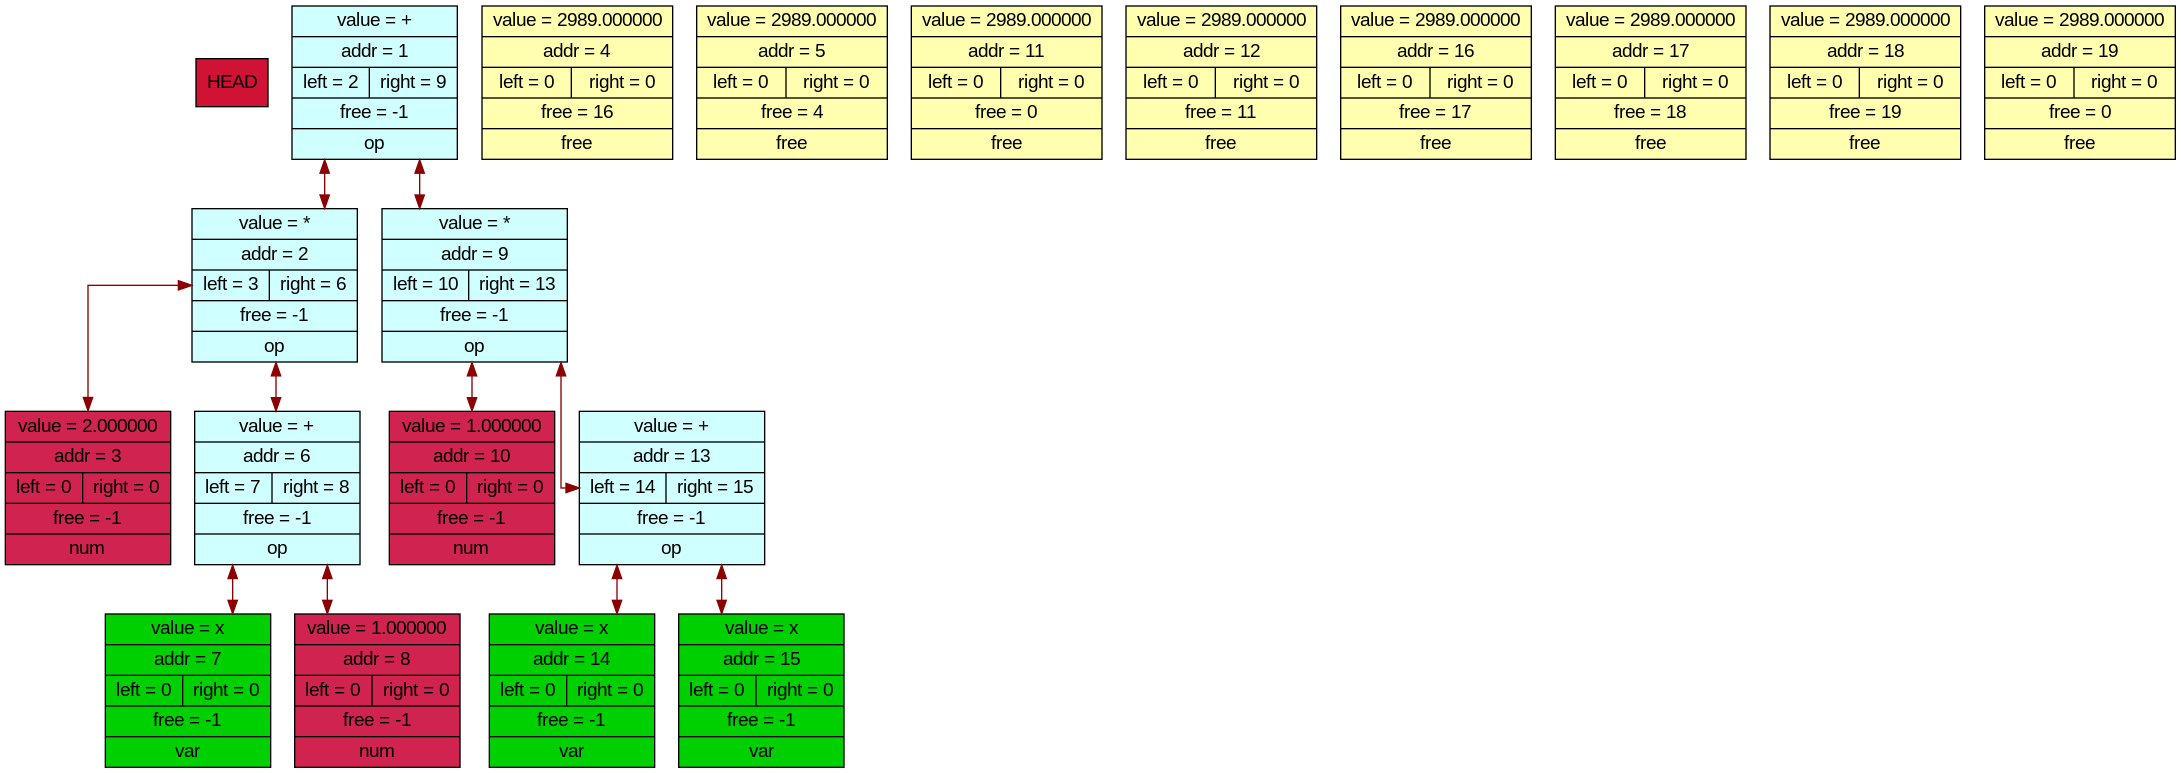 HEAD
value = +
addr = 1
left = 2 right = 9
free = -1
op
value = 2989.000000
addr = 4
left = 0 right = 0
free = 16
free
value = 2989.000000
addr = 5
left = 0 right = 0
free = 4
free
value = 2989.000000
addr = 11
left = 0 right = 0
free = 0
free
value = 2989.000000
addr = 12
left = 0 right = 0
free = 11
free
value = 2989.000000
addr = 16
left = 0 right = 0
free = 17
free
value = 2989.000000
addr = 17
left = 0 right = 0
free = 18
free
value = 2989.000000
addr = 18
left = 0 right = 0
free = 19
free
value = 2989.000000
addr = 19
left = 0 right = 0
free = 0
free
value = *
addr = 2
left = 3 right = 6
free = -1
op
value = *
addr = 9
left = 10 right = 13
free = -1
op
value = 2.000000
addr = 3
left = 0 right = 0
free = -1
num
value = +
addr = 6
left = 7 right = 8
free = -1
op
value = 1.000000
addr = 10
left = 0 right = 0
free = -1
num
value = +
addr = 13
left = 14 right = 15
free = -1
op
value = x
addr = 7
left = 0 right = 0
free = -1
var
value = 1.000000
addr = 8
left = 0 right = 0
free = -1
num
value = x
addr = 14
left = 0 right = 0
free = -1
var
value = x
addr = 15
left = 0 right = 0
free = -1
var